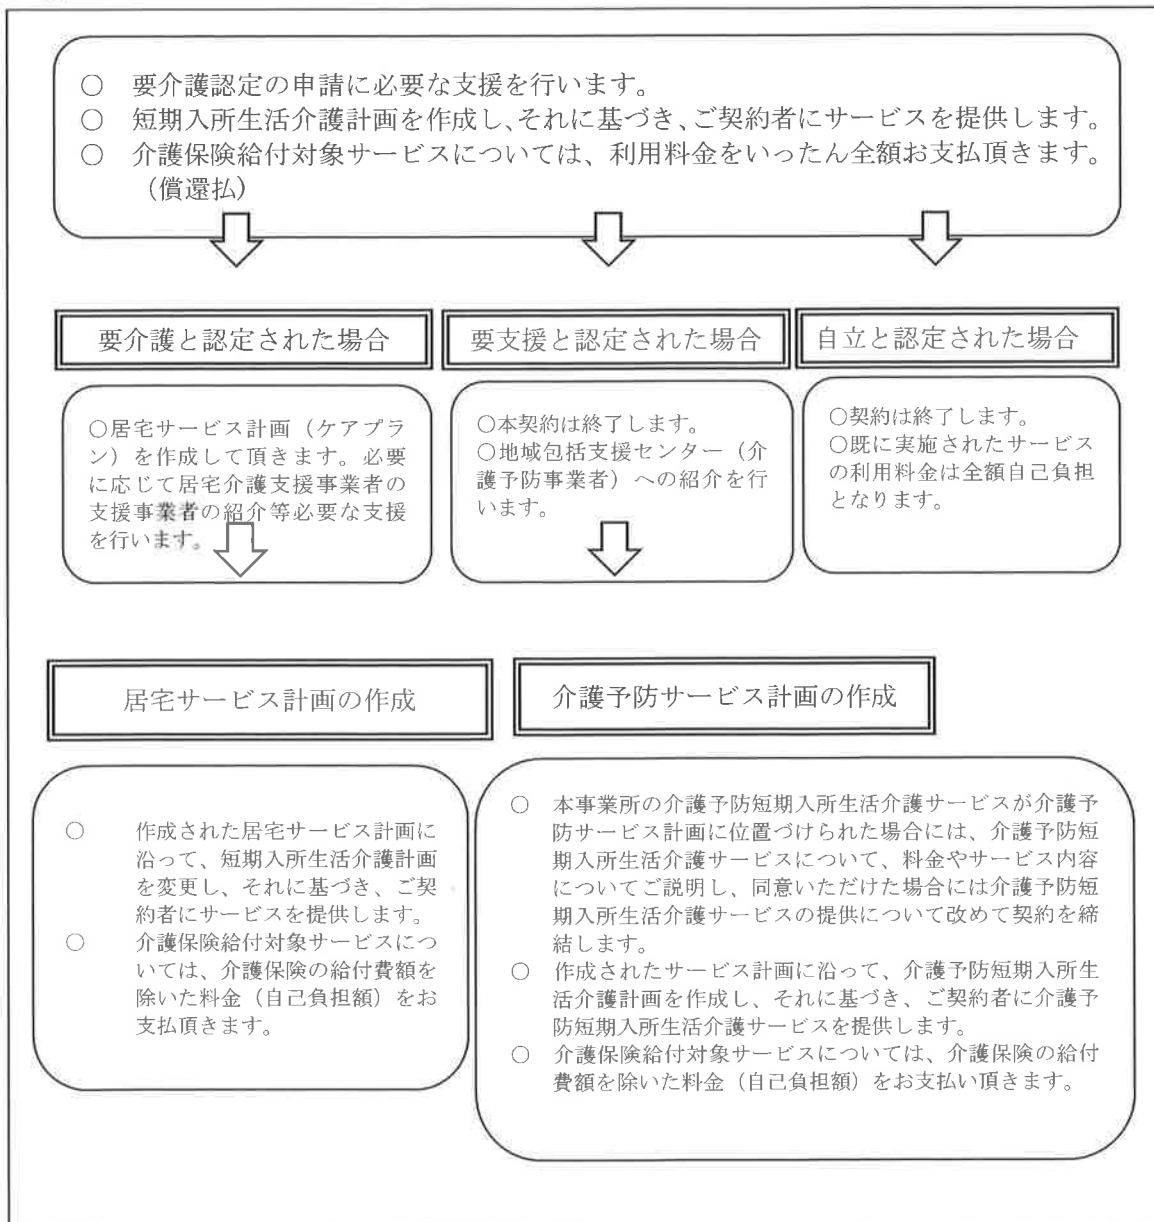 ○ 要介護認定の申請に必要な支援を行います。
○ 短期入所生活介護計画を作成し、それに基づき、ご契約者にサービスを提供します。
○ 介護保険給付対象サービスについては、利用料金をいったん全額お支払頂きます。
（償還払）
要介護と認定された場合
○居宅サービス計画（ケアプラ
ン）を作成して頂きます。必要
に応じて居宅介護支援事業者の
支援事業者の紹介等必要な支援
を行います。
要支援と認定された場合
○本契約は終了します。
○地域包括支援センター（介
護予防事業者）への紹介を行
います。
自立と認定された場合
○契約は終了します。
○既に実施されたサービス
の利用料金は全額自己負担
となります。
居宅サービス計画の作成
○ 作成された居宅サービス計画に
沿って、短期入所生活介護計画
を変更し、それに基づき、ご契
約者にサービスを提供します。
○ 介護保険給付対象サービスにつ
いては、介護保険の給付費額を
除いた料金（自己負担額）をお
支払頂きます。
介護予防サービス計画の作成
○ 本事業所の介護予防短期入所生活介護サービスが介護予
防サービス計画に位置づけられた場合には、介護予防短
期入所生活介護サービスについて、料金やサービス内容
についてご説明し、同意いただけた場合には介護予防短
期入所生活介護サービスの提供について改めて契約を締
結します。
○ 作成されたサービス計画に沿って、介護予防短期入所生
活介護計画を作成し、それに基づき、ご契約者に介護予
防短期入所生活介護サービスを提供します。
○ 介護保険給付対象サービスについては、介護保険の給付
費額を除いた料金（自己負担額）をお支払い頂きます。